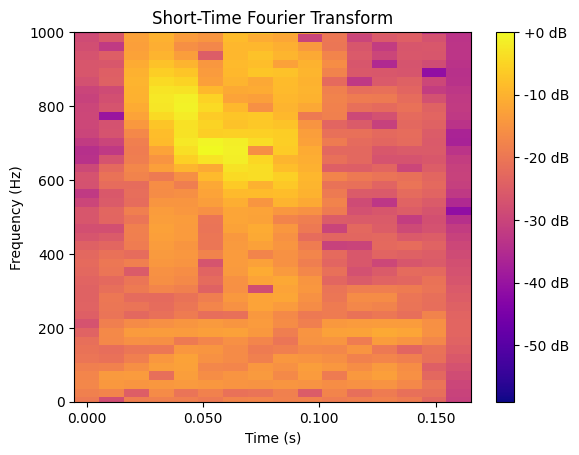 Short-Time Fourier Transform
1000
800
600
400
200
0
Frequency (Hz)
0.000
0.050
0.100
0.150
Time (s)
+0 dB
-10 dB
-20 dB
-30 dB
-40 dB
-50 dB